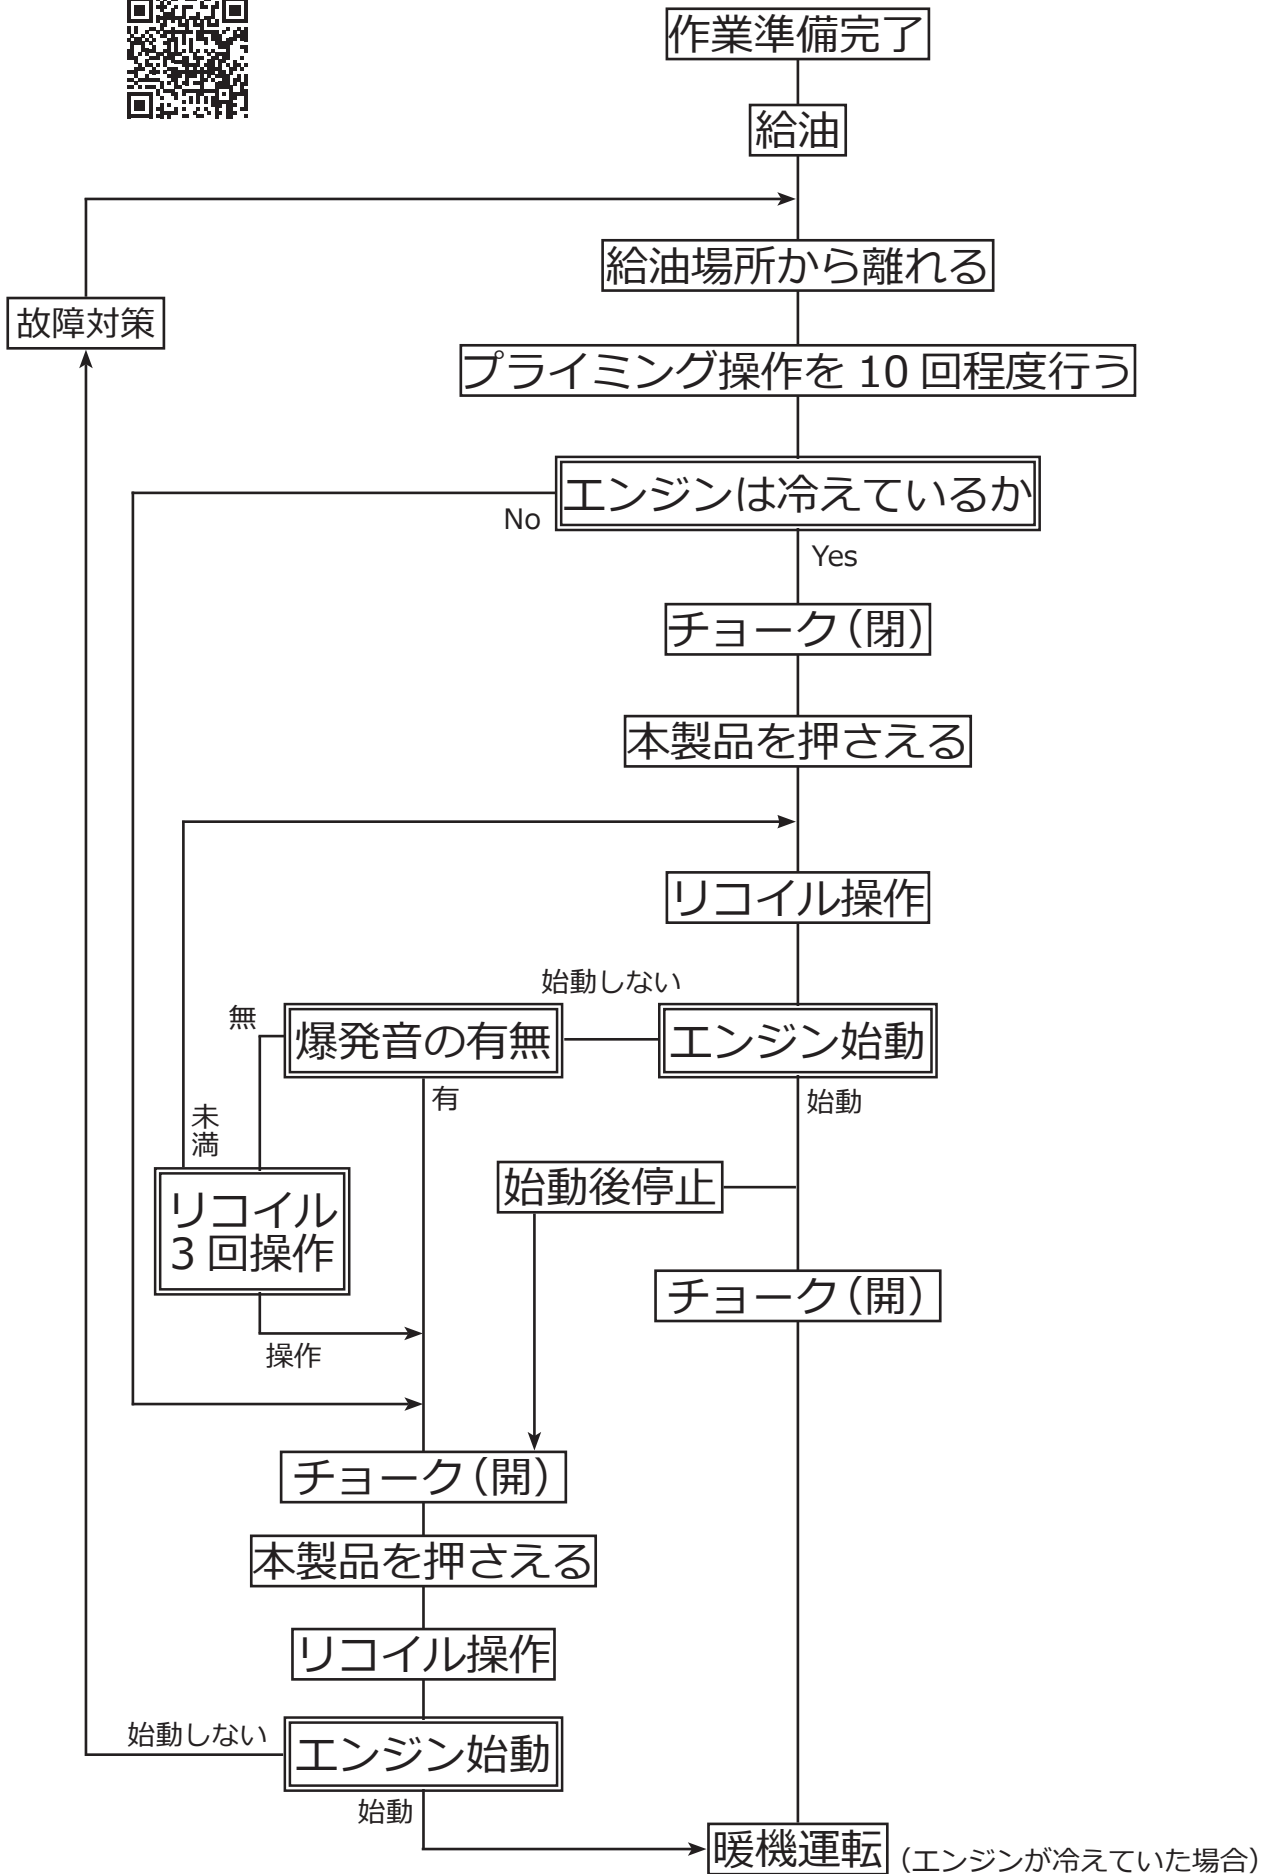 作業準備完了
給油
給油場所から離れる
故障対策
プライミング操作を 10 回程度行う
エンジンは冷えているか
No
Yes
チョーク（閉）
本製品を押さえる
リコイル操作
始動しない
無
爆発音の有無
エンジン始動
有
始動
未満
始動後停止
リコイル
3 回操作
チョーク（開）
操作
チョーク（開）
本製品を押さえる
リコイル操作
始動しない
エンジン始動
始動
暖機運転
（エンジンが冷えていた場合）